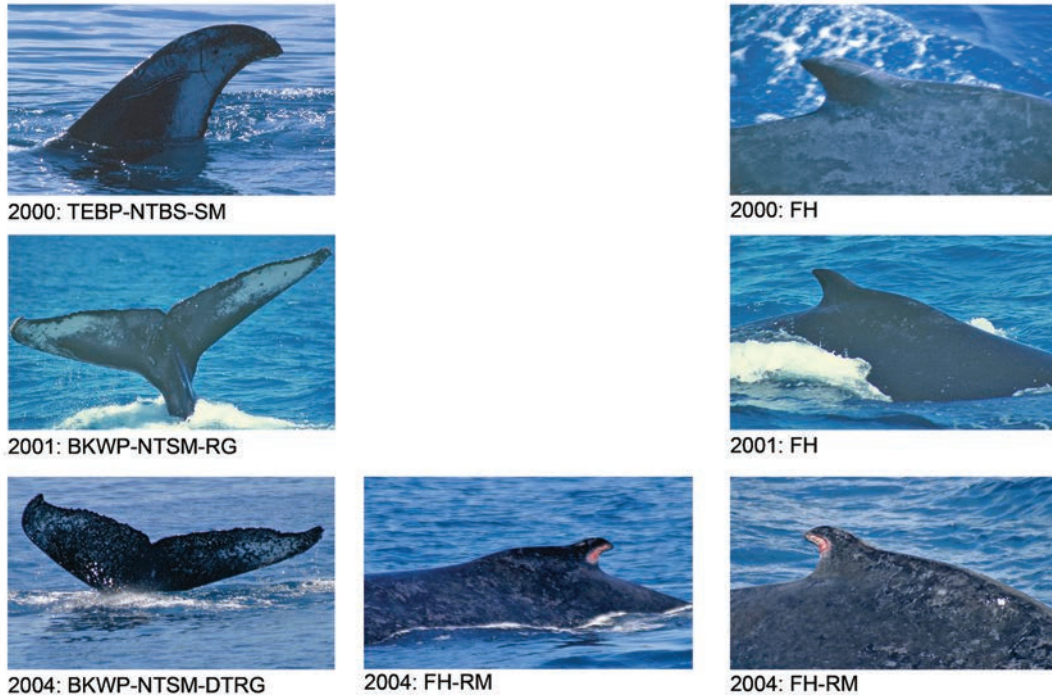 2000: TEBP-NTBS-SM
2000: FH
2001: BKWP-NTSM-RG
2001: FH
2004: BKWP-NTSM-DTRG
2004: FH-RM
2004: FH-RM